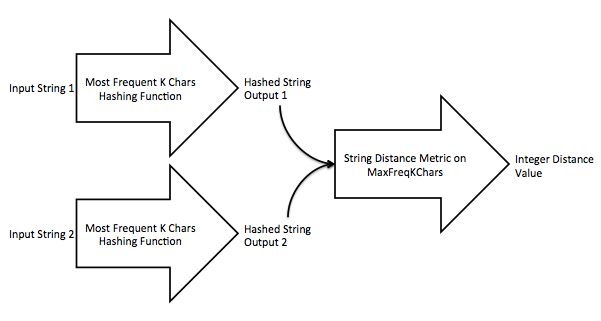 Input String 1
Most Frequent K Chars
Hashing Function
Hashed String
Output 1
String Distance Metric on
MaxFreqKChars
Integer Distance
Value
Input String 2
Most Frequent K Chars
Hashing Function
Hashed String
Output 2